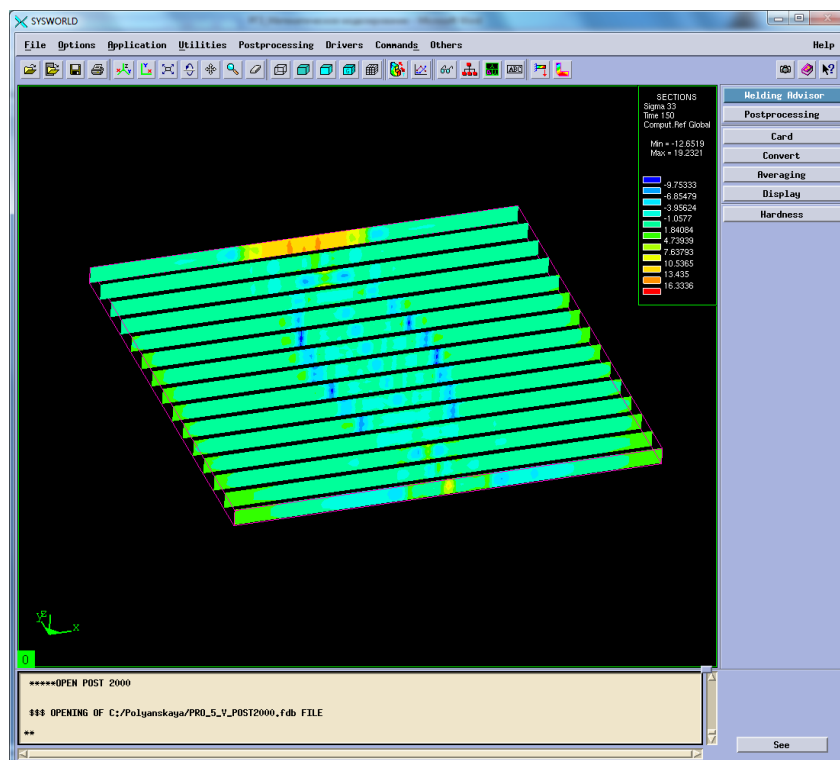 SYSWORLD
File Options Application Utilities Postprocessing Drivers Commands Others Help
ABC
SECTIONS
Sigma 33
Time 150
Comput.Ref Global
Min = -12.6519
Max = 19.2321
-9.75333
-6.85479
-3.95624
-1.0577
1.84084
4.73939
7.63793
10.5365
13.435
16.3336
Welding Advisor
Postprocessing
Card
Convert
Averaging
Display
Hardness
z
x
0
*****OPEN POST 2000
$$$ OPENING OF C:/Polyanskaya/PRO_5_V_POST2000.fdb FILE
**
See